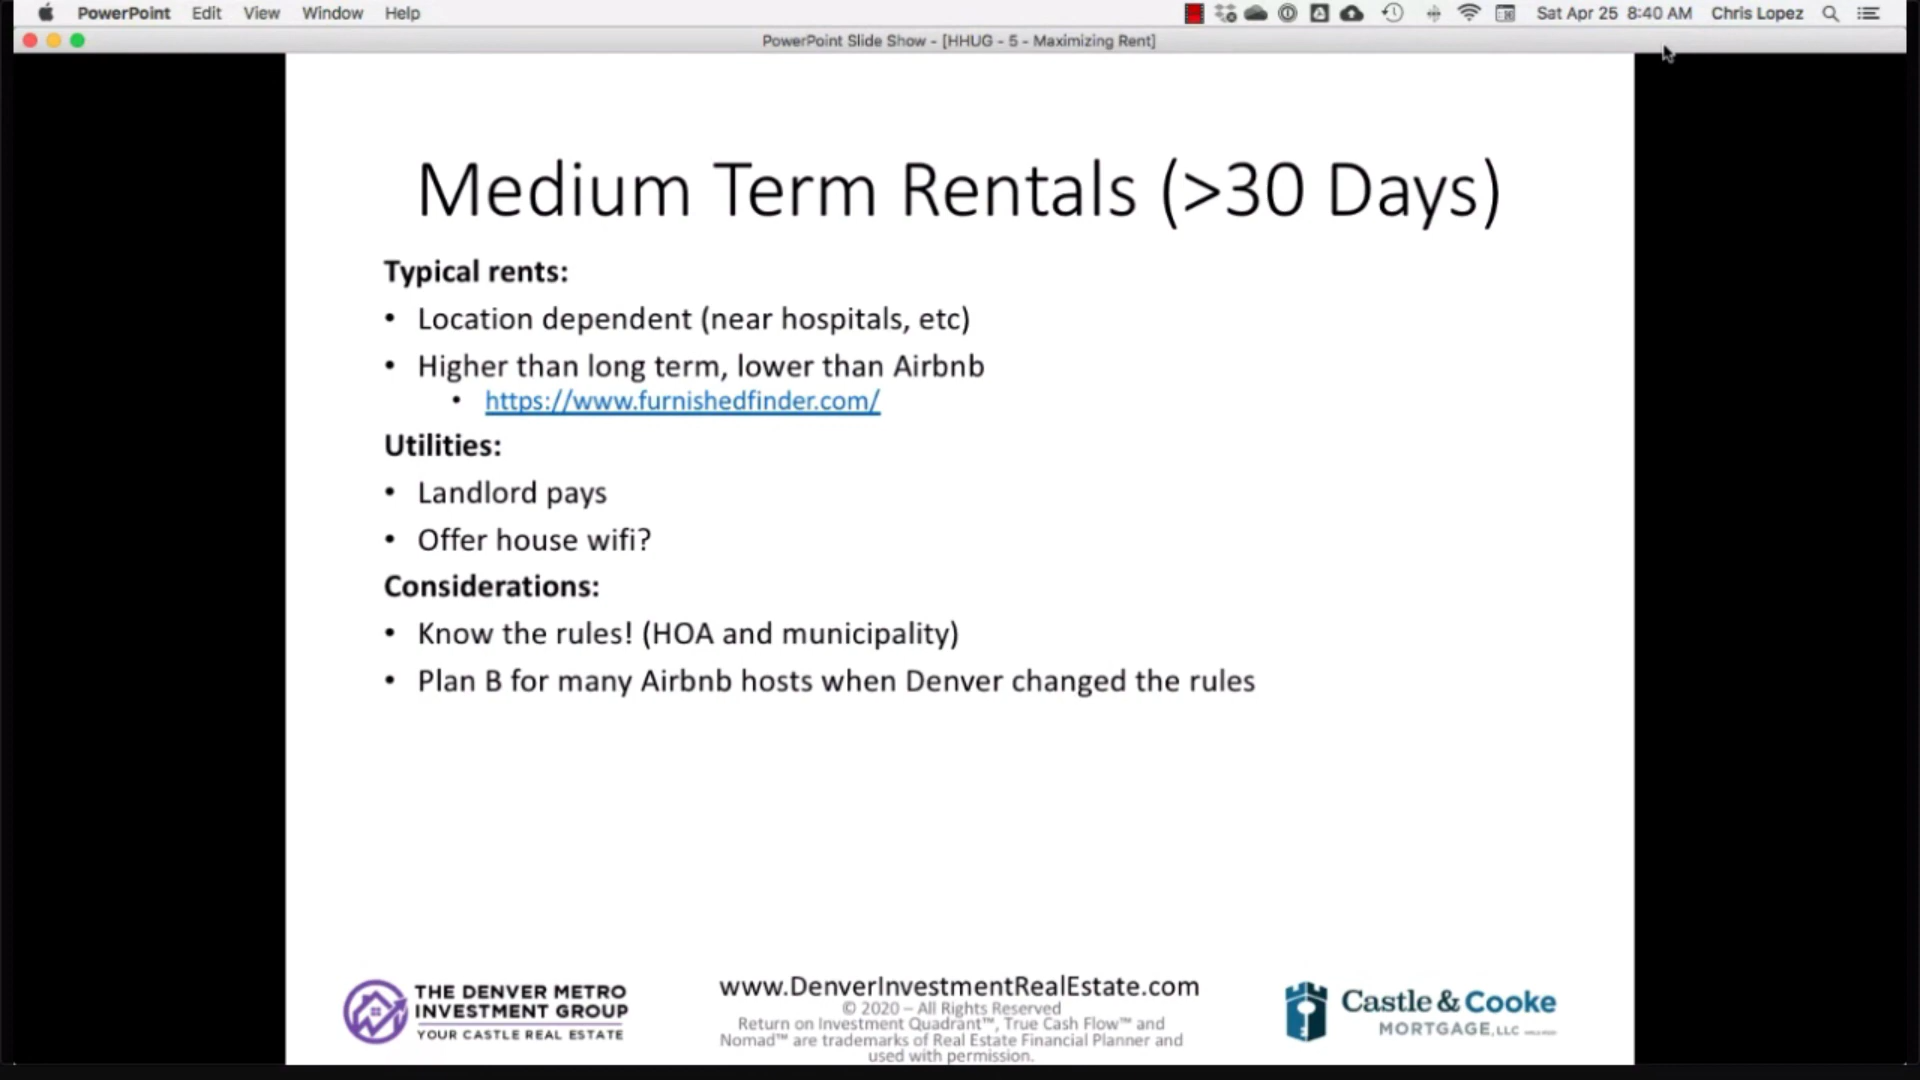 PowerPoint Edit View Window Help Sat Apr 25 8:40 AM Chris Lopez
PowerPoint Slide Show - [HHUG - 5 - Maximizing Rent]
Medium Term Rentals (>30 Days)
Typical rents:
• Location dependent (near hospitals, etc)
• Higher than long term, lower than Airbnb
• https://www.furnishedfinder.com/
Utilities:
• Landlord pays
• Offer house wifi?
Considerations:
• Know the rules! (HOA and municipality)
• Plan B for many Airbnb hosts when Denver changed the rules
THE DENVER METRO
INVESTMENT GROUP
YOUR CASTLE REAL ESTATE
www.DenverInvestmentRealEstate.com
© 2020 – All Rights Reserved
Return on Investment Quadrant™, True Cash Flow™ and
Nomad™ are trademarks of Real Estate Financial Planner and
used with permission.
Castle & Cooke
MORTGAGE, LLC